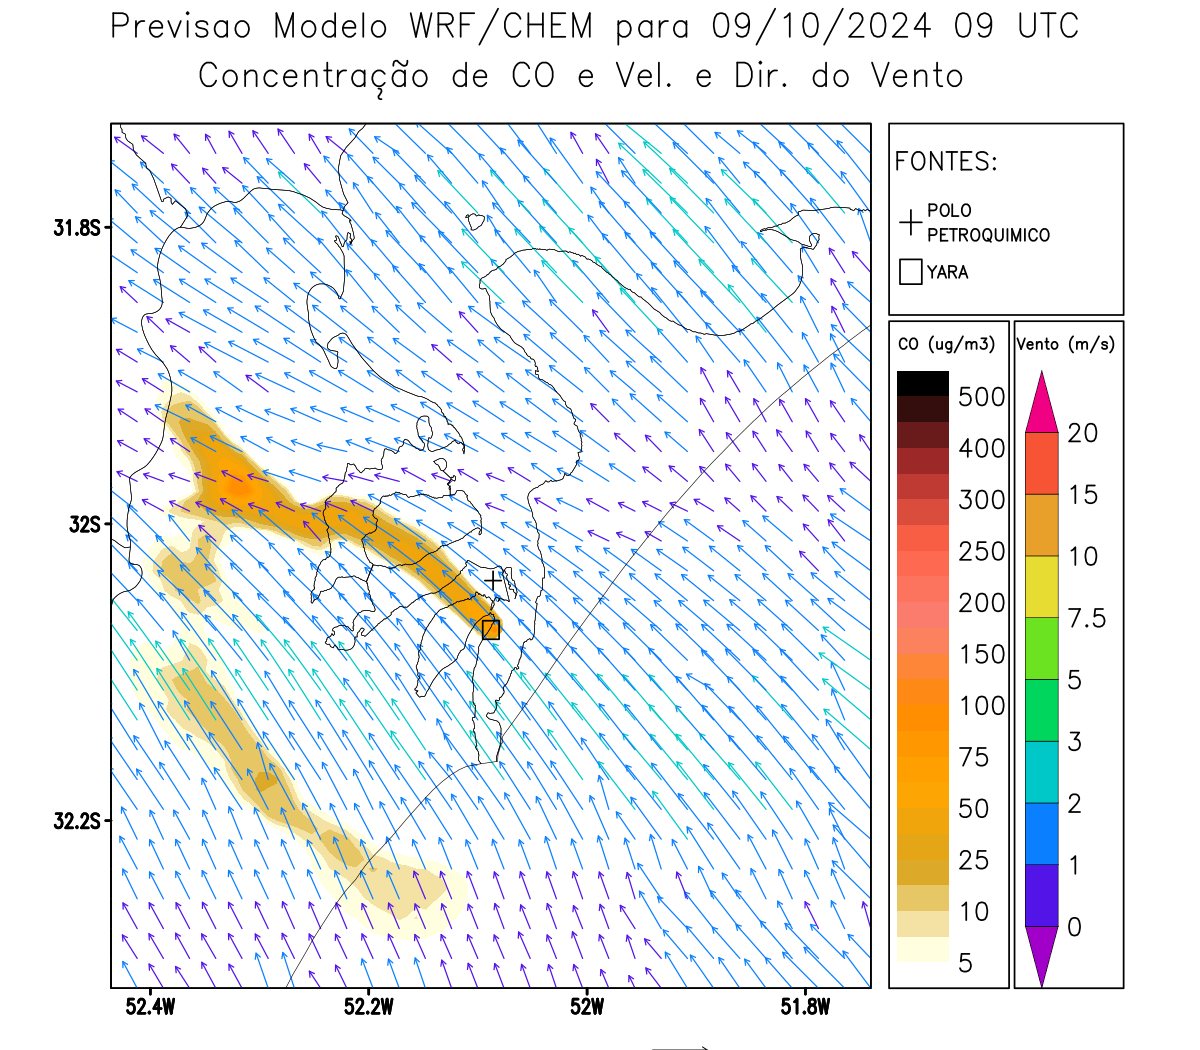 Previsao Modelo WRF/CHEM para 09/10/2024 09 UTC
Concentração de CO e Vel. e Dir. do Vento
FONTES:
POLO
PETROQUIMICO
YARA
CO (ug/m3)
500
400
300
250
200
150
100
75
50
25
10
5
Vento (m/s)
20
15
10
7.5
5
3
2
1
0
31.8S
32S
32.2S
52.4W 52.2W 52W 51.8W